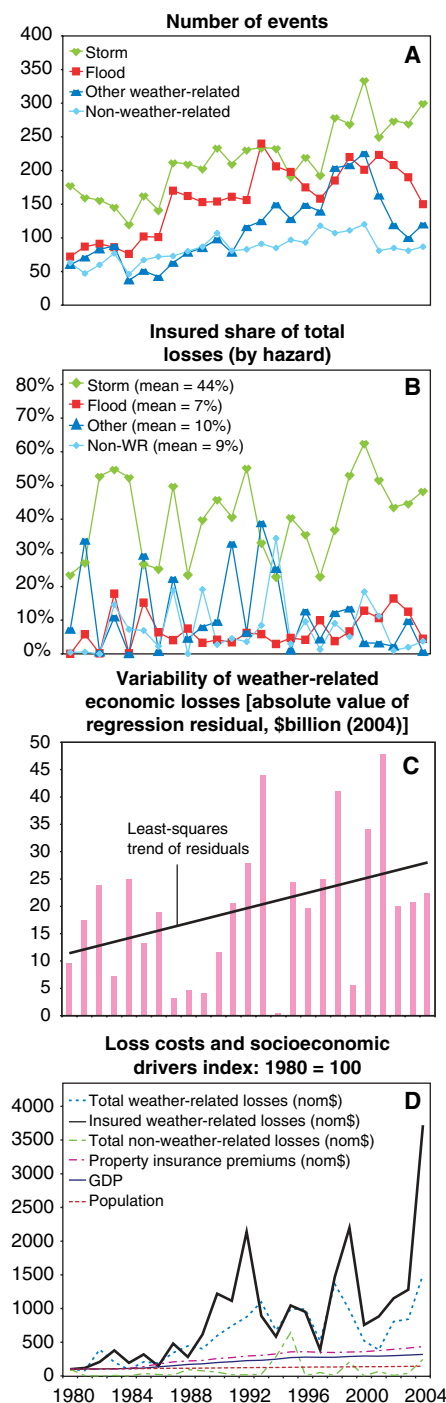 Number of events
400
350
300
250
200
150
100
50
0
A
Storm
Flood
Other weather-related
Non-weather-related
Insured share of total
losses (by hazard)
80%
70%
60%
50%
40%
30%
20%
10%
0%
B
Storm (mean = 44%)
Flood (mean = 7%)
Other (mean = 10%)
Non-WR (mean = 9%)
Variability of weather-related
economic losses [absolute value of
regression residual, $billion (2004)]
50
45
40
35
30
25
20
15
10
5
0
C
Least-squares
trend of residuals
Loss costs and socioeconomic
drivers index: 1980 = 100
4000
3500
3000
2500
2000
1500
1000
500
0
D
Total weather-related losses (nom$)
Insured weather-related losses (nom$)
Total non-weather-related losses (nom$)
Property insurance premiums (nom$)
GDP
Population
1980 1984 1988 1992 1996 2000 2004